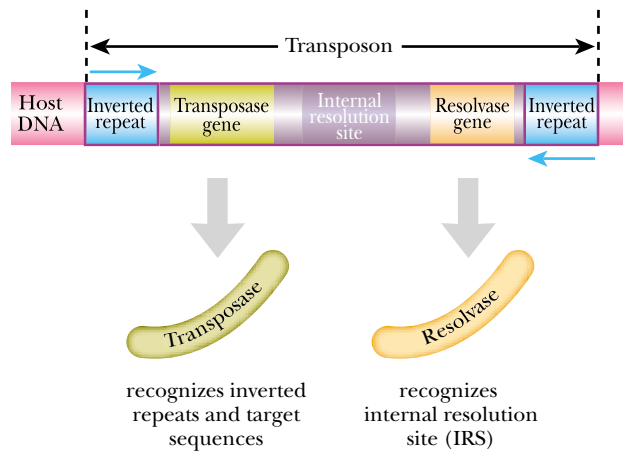 Transposon
Host
DNA
Inverted
repeat
Transposase
gene
Internal
resolution
site
Resolvase
gene
Inverted
repeat
Transposase
Resolvase
recognizes inverted
repeats and target
sequences
recognizes
internal resolution
site (IRS)